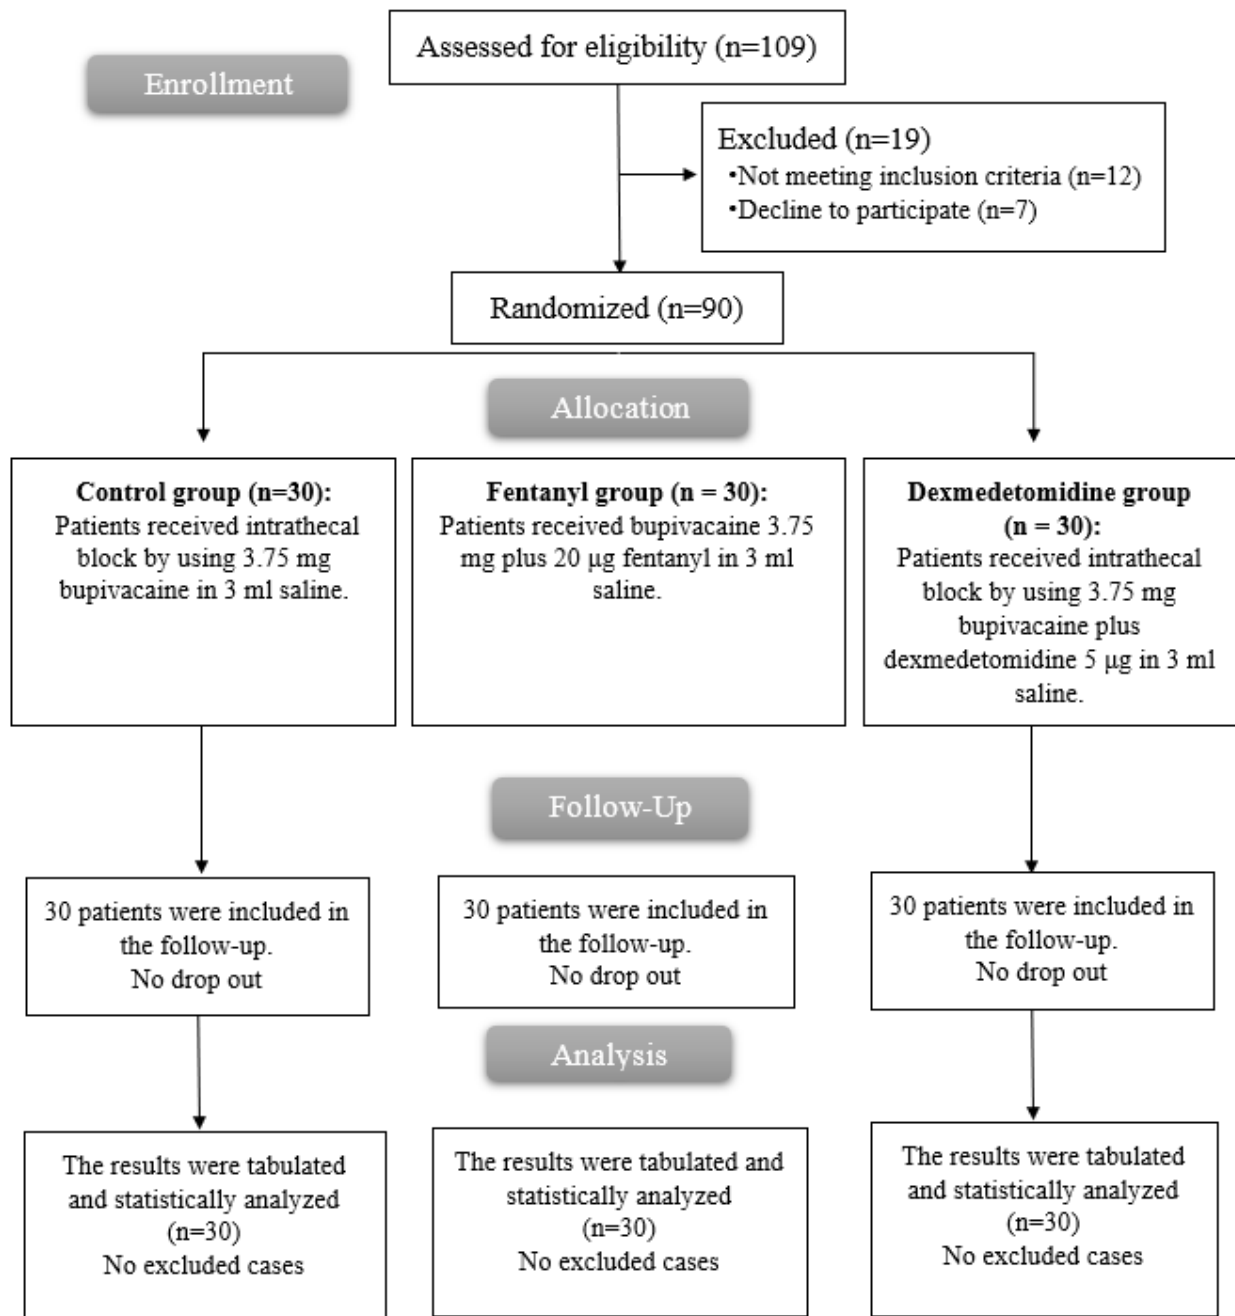 Assessed for eligibility (n=109)
Enrollment
Excluded (n=19)
•Not meeting inclusion criteria (n=12)
•Decline to participate (n=7)
Randomized (n=90)
Allocation
Control group (n=30):
Patients received intrathecal
block by using 3.75 mg
bupivacaine in 3 ml saline.
Fentanyl group (n = 30):
Patients received bupivacaine 3.75
mg plus 20 μg fentanyl in 3 ml
saline.
Dexmedetomidine group
(n = 30):
Patients received intrathecal
block by using 3.75 mg
bupivacaine plus
dexmedetomidine 5 μg in 3 ml
saline.
Follow-Up
30 patients were included in
the follow-up.
No drop out
30 patients were included in
the follow-up.
No drop out
30 patients were included in
the follow-up.
No drop out
Analysis
The results were tabulated
and statistically analyzed
(n=30)
No excluded cases
The results were tabulated and
statistically analyzed
(n=30)
No excluded cases
The results were tabulated
and statistically analyzed
(n=30)
No excluded cases